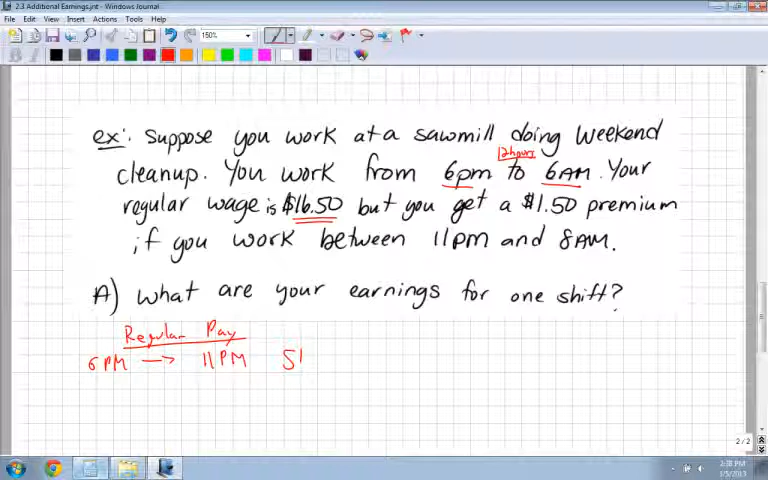 2.3 Additional Earnings.jnt - Windows Journal
File Edit View Insert Actions Tools Help
150%
ex: Suppose you work at a sawmill doing weekend
12 hours
cleanup. You work from 6pm to 6AM. Your
regular wage is $16.50 but you get a $1.50 premium
if you work between 11pm and 8AM.
A) What are your earnings for one shift?
Regular Pay
6PM → 11PM 5
2/2
2:38 PM
1/5/2013